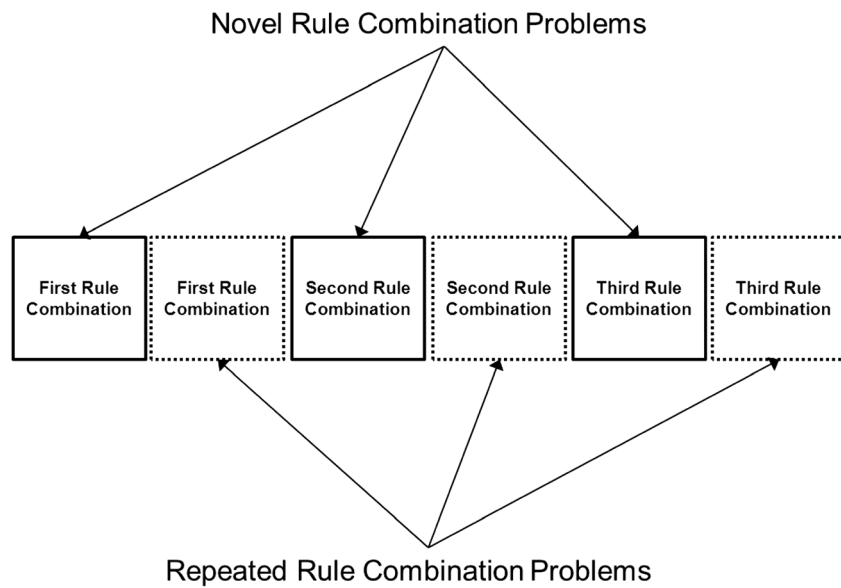 Novel Rule Combination Problems
First Rule
Combination
First Rule
Combination
Second Rule
Combination
Second Rule
Combination
Third Rule
Combination
Third Rule
Combination
Repeated Rule Combination Problems